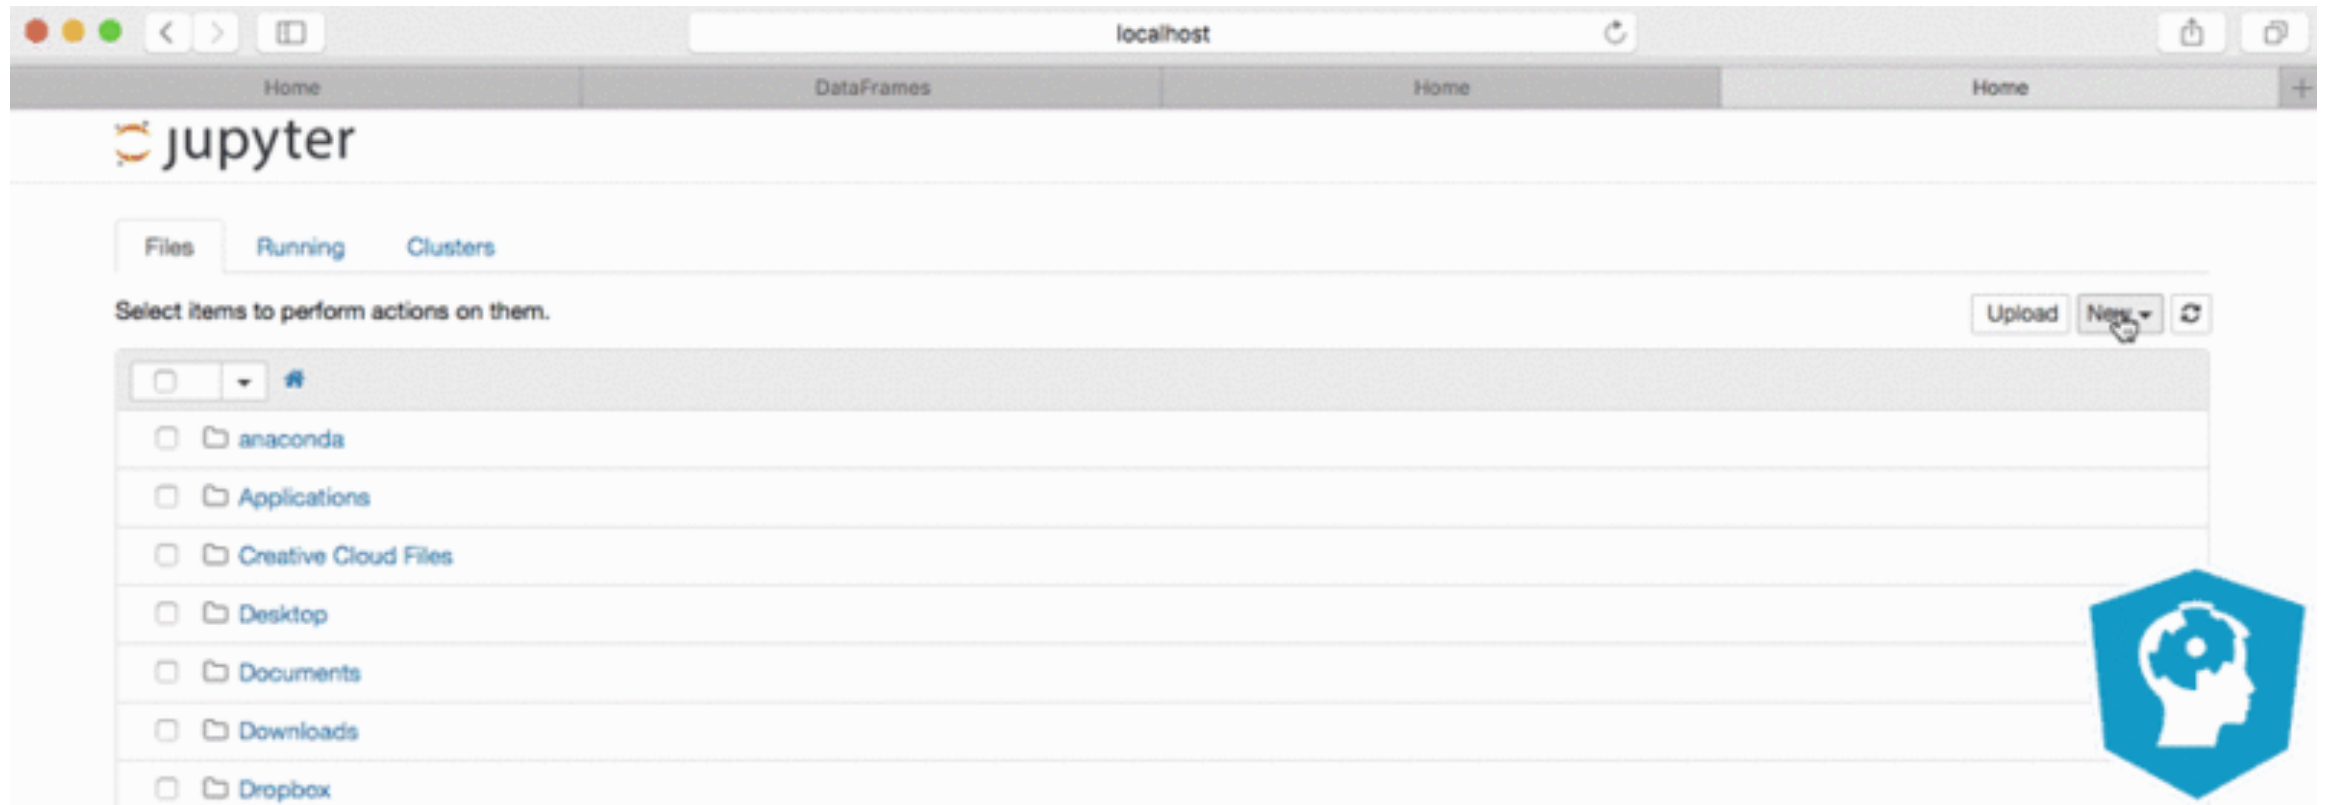 localhost
Home DataFrames Home Home
jupyter
Files Running Clusters
Select items to perform actions on them.
Upload New
anaconda
Applications
Creative Cloud Files
Desktop
Documents
Downloads
Dropbox